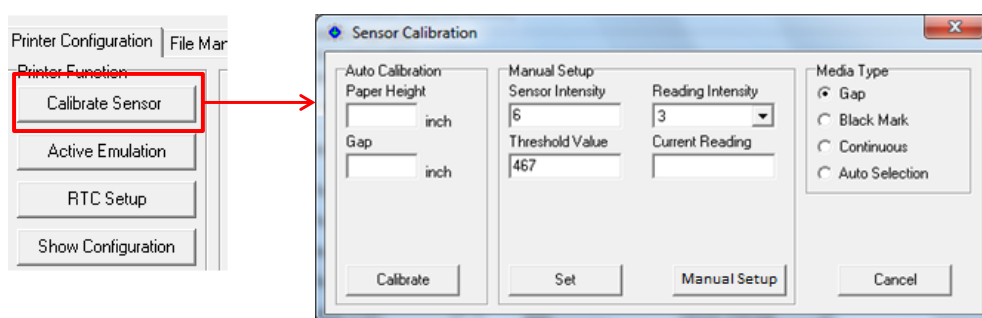 Printer Configuration File Mar
Printer Function
Calibrate Sensor
Active Emulation
RTC Setup
Show Configuration
Sensor Calibration
Auto Calibration
Paper Height
inch
Gap
inch
Calibrate
Manual Setup
Sensor Intensity Reading Intensity
6 3
Threshold Value Current Reading
467
Set Manual Setup
Media Type
Gap
Black Mark
Continuous
Auto Selection
Cancel